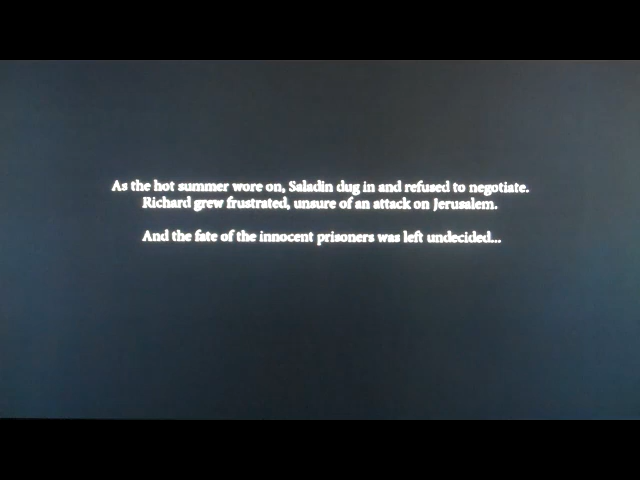 As the hot summer wore on, Saladin dug in and refused to negotiate.
Richard grew frustrated, unsure of an attack on Jerusalem.
And the fate of the innocent prisoners was left undecided...